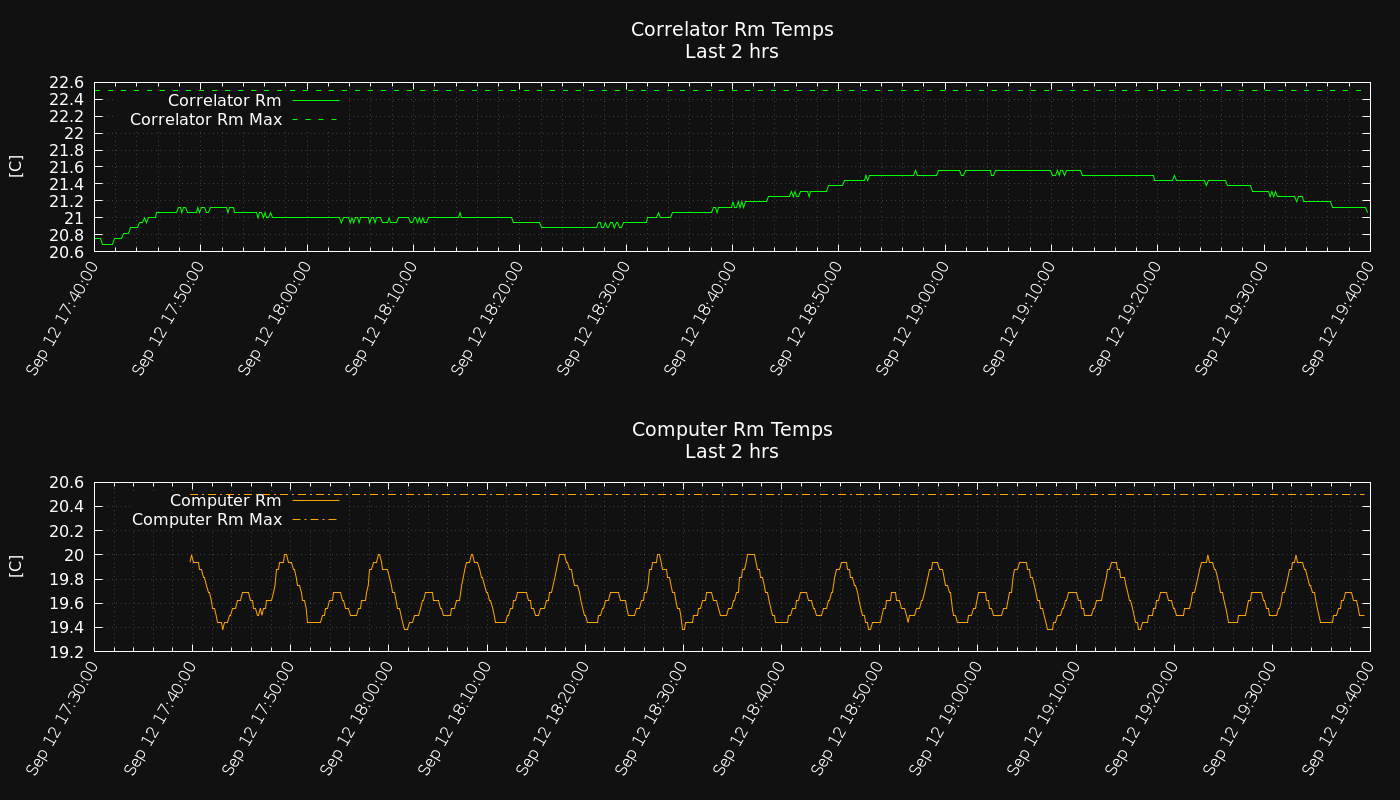 Correlator Rm Temps
Last 2 hrs
[C]
22.6
22.4
22.2
22
21.8
21.6
21.4
21.2
21
20.8
20.6
Correlator Rm
Correlator Rm Max
Sep 12 17:40:00
Sep 12 17:50:00
Sep 12 18:00:00
Sep 12 18:10:00
Sep 12 18:20:00
Sep 12 18:30:00
Sep 12 18:40:00
Sep 12 18:50:00
Sep 12 19:00:00
Sep 12 19:10:00
Sep 12 19:20:00
Sep 12 19:30:00
Sep 12 19:40:00
Computer Rm Temps
Last 2 hrs
[C]
20.6
20.4
20.2
20
19.8
19.6
19.4
19.2
Computer Rm
Computer Rm Max
Sep 12 17:30:00
Sep 12 17:40:00
Sep 12 17:50:00
Sep 12 18:00:00
Sep 12 18:10:00
Sep 12 18:20:00
Sep 12 18:30:00
Sep 12 18:40:00
Sep 12 18:50:00
Sep 12 19:00:00
Sep 12 19:10:00
Sep 12 19:20:00
Sep 12 19:30:00
Sep 12 19:40:00